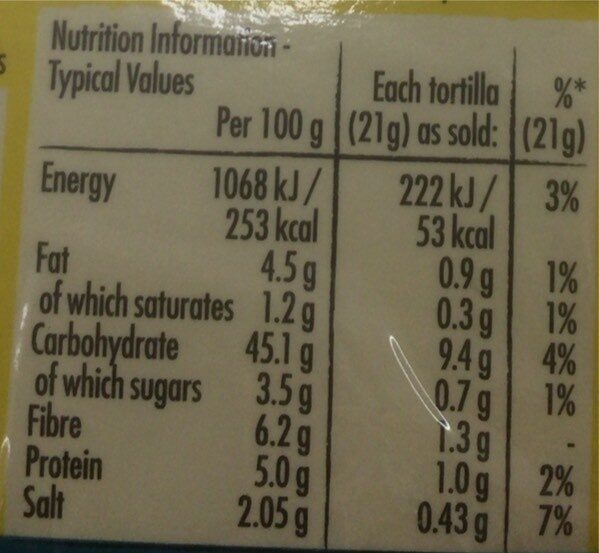 Nutrition Information -
Typical Values Each tortilla %*
Per 100 g (21g) as sold: (21g)
Energy 1068 kJ / 222 kJ / 3%
253 kcal 53 kcal
Fat 4.5 g 0.9 g 1%
of which saturates 1.2 g 0.3 g 1%
Carbohydrate 45.1 g 9.4 g 4%
of which sugars 3.5 g 0.7 g 1%
Fibre 6.2 g 1.3 g -
Protein 5.0 g 1.0 g 2%
Salt 2.05 g 0.43 g 7%